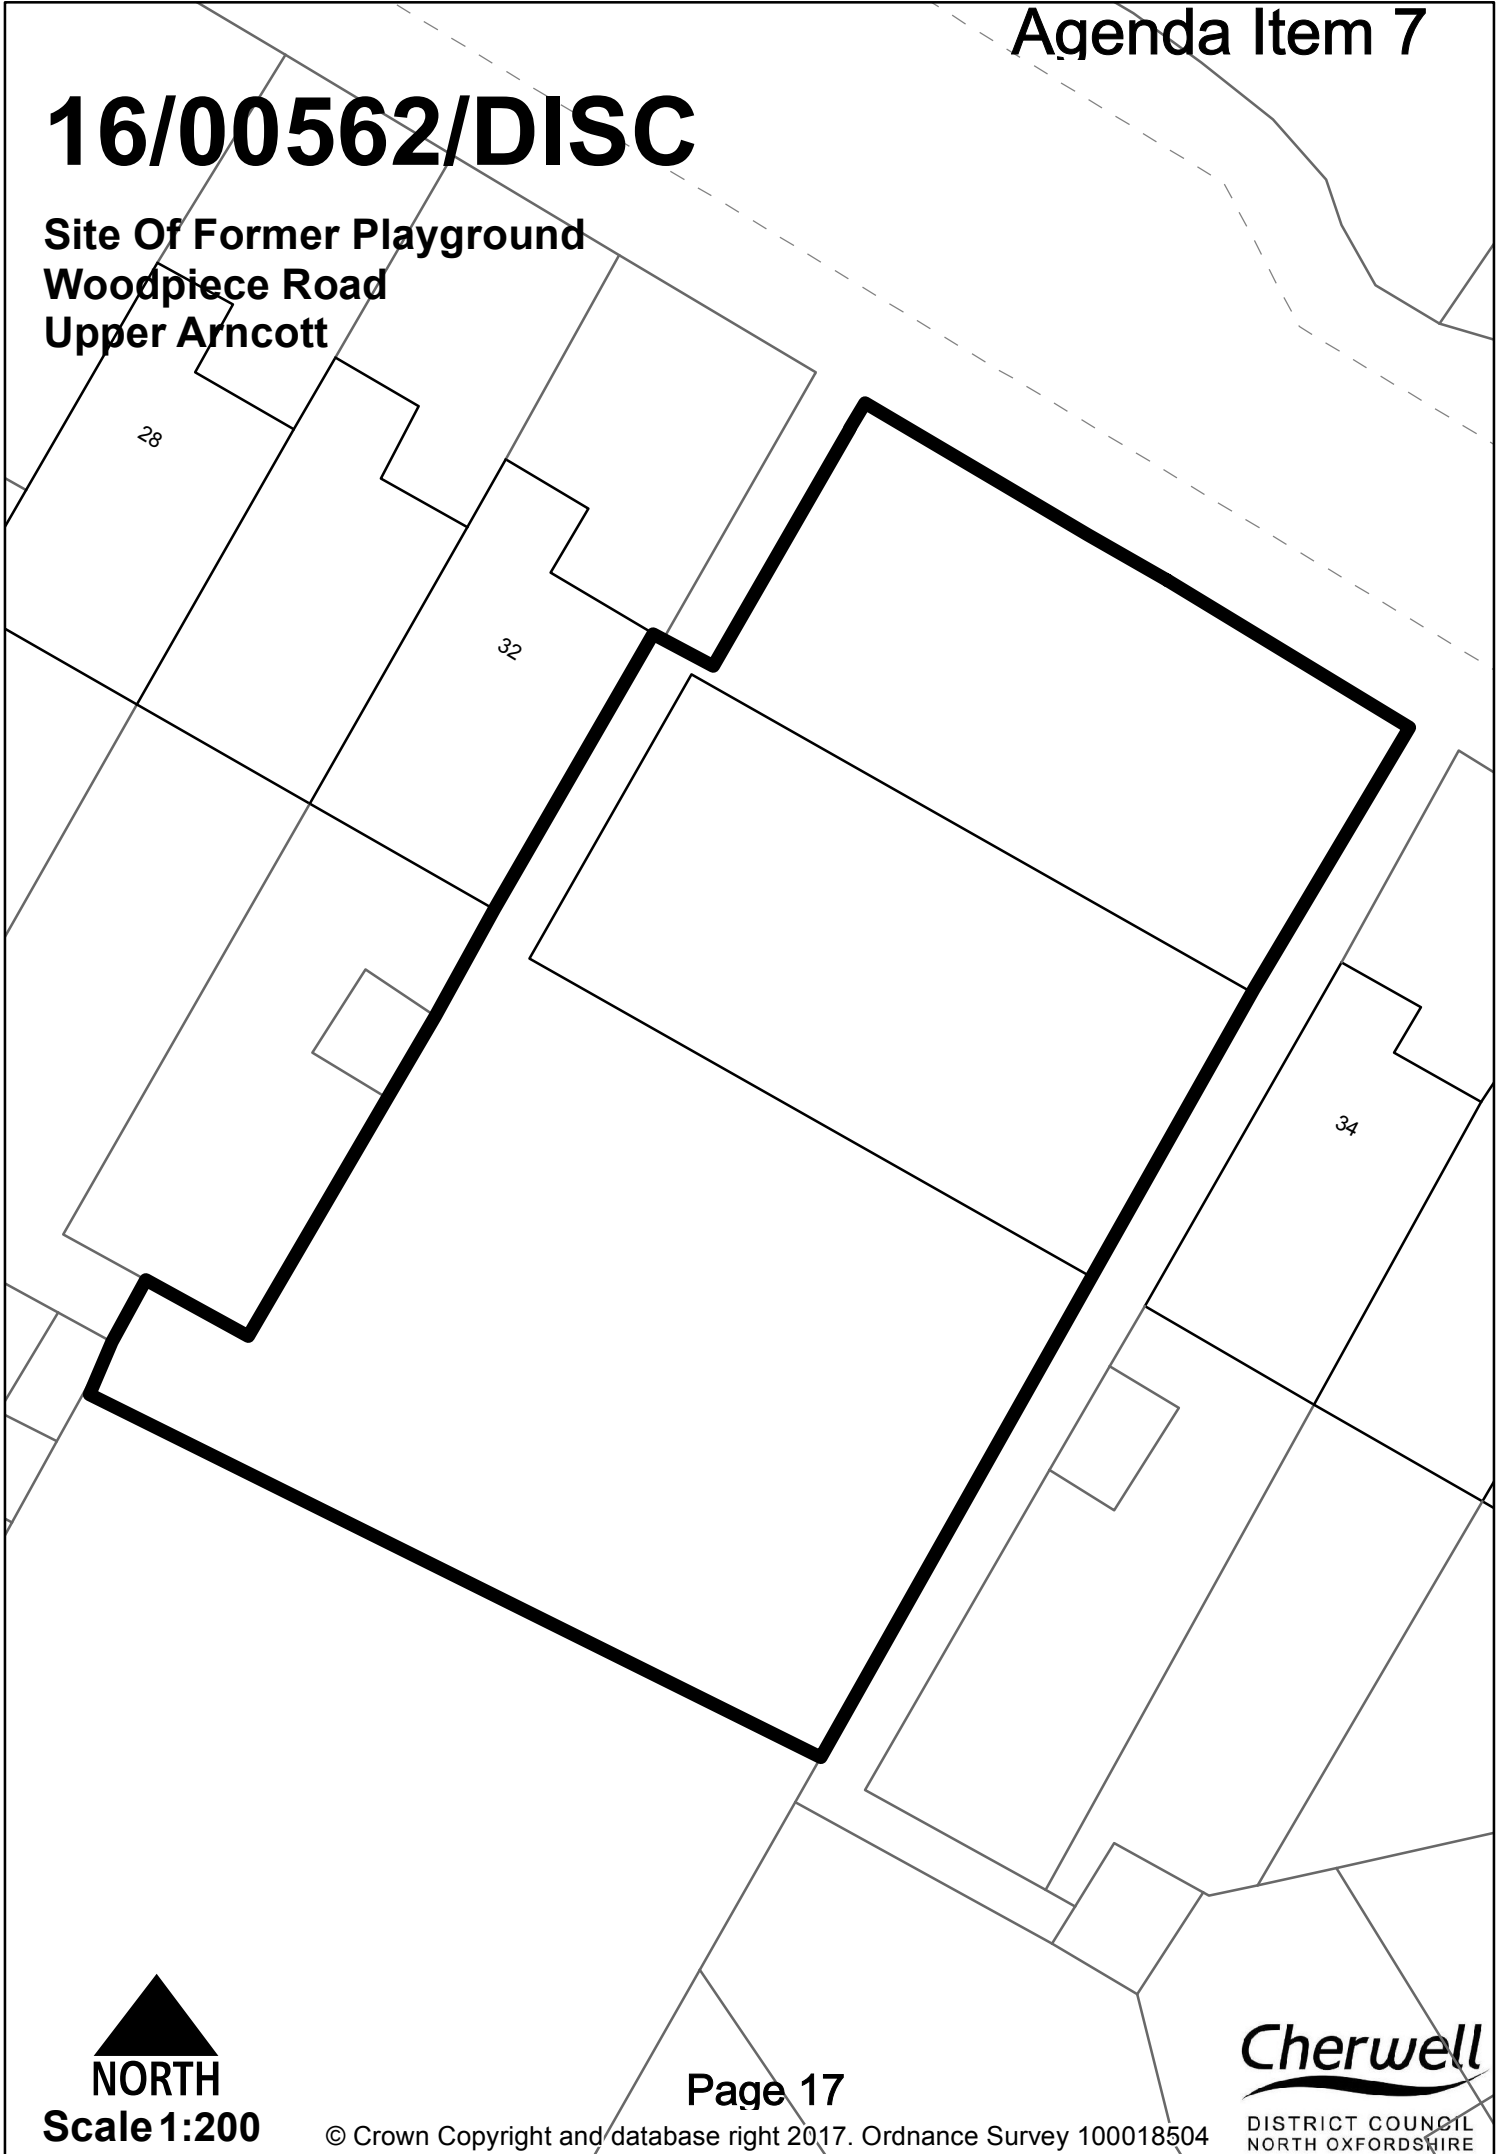 Agenda Item 7
16/00562/DISC
Site Of Former Playground
Woodpiece Road
Upper Arncott
28
32
34
NORTH
Scale 1:200
Page 17
© Crown Copyright and database right 2017. Ordnance Survey 100018504
Cherwell
DISTRICT COUNCIL
NORTH OXFORDSHIRE